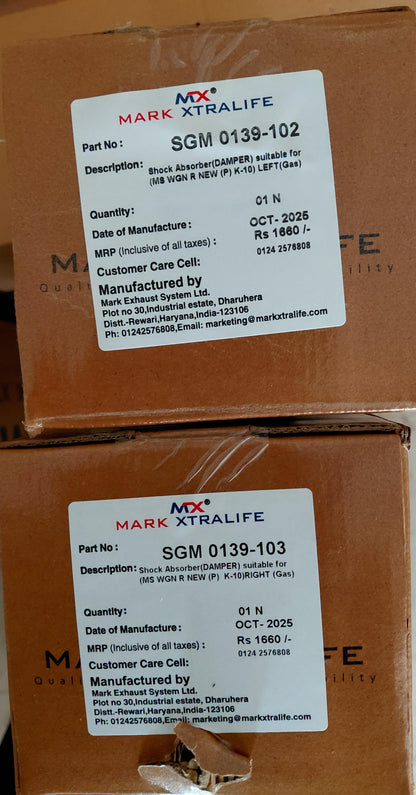 MTX®
MARK XTRALIFE
Part No : SGM 0139-102
Description: Shock Absorber(DAMPER) suitable for
(MS WGN R NEW (P) K-10) LEFT(Gas)
Quantity: 01 N
Date of Manufacture : OCT- 2025
MRP (Inclusive of all taxes) : Rs 1660 /-
Customer Care Cell: 0124 2576808
Manufactured by
Mark Exhaust System Ltd.
Plot no 30,Industrial estate, Dharuhera
Distt.-Rewari,Haryana,India-123106
Ph: 01242576808,Email: marketing@markxtralife.com
MTX®
MARK XTRALIFE
Part No : SGM 0139-103
Description: Shock Absorber(DAMPER) suitable for
(MS WGN R NEW (P) K-10)RIGHT (Gas)
Quantity: 01 N
Date of Manufacture : OCT- 2025
MRP (Inclusive of all taxes) : Rs 1660 /-
Customer Care Cell: 0124 2576808
Manufactured by
Mark Exhaust System Ltd.
Plot no 30,Industrial estate, Dharuhera
Distt.-Rewari,Haryana,India-123106
Ph: 01242576808,Email: marketing@markxtralife.com